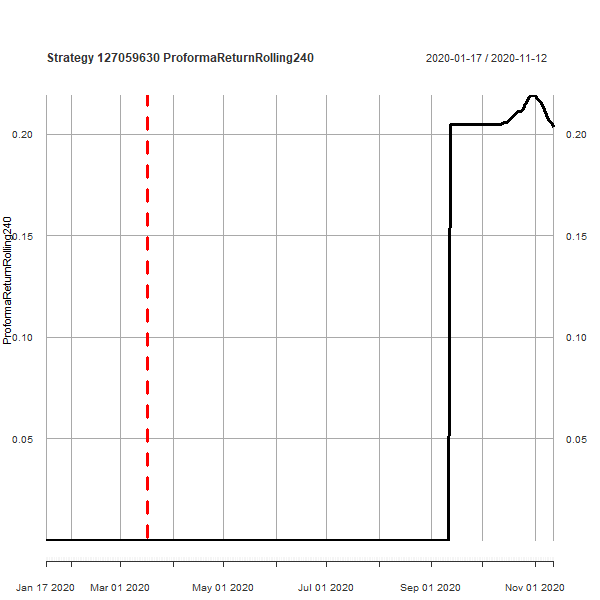 Strategy 127059630 ProformaReturnRolling240
2020-01-17 / 2020-11-12
ProformaReturnRolling240
0.20
0.15
0.10
0.05
0.20
0.15
0.10
0.05
Jan 17 2020
Mar 01 2020
May 01 2020
Jul 01 2020
Sep 01 2020
Nov 01 2020